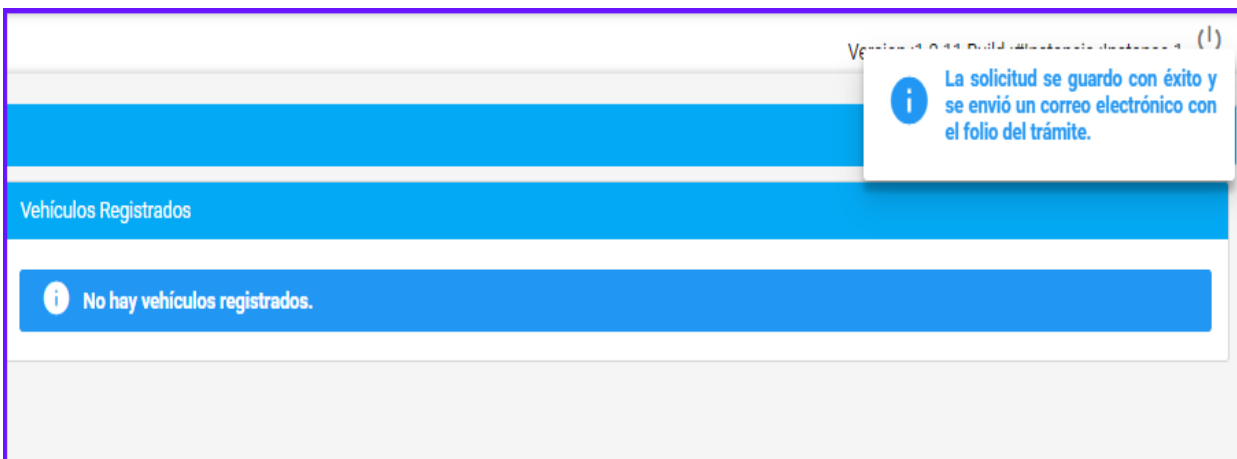 La solicitud se guardo con éxito y
se envió un correo electrónico con
el folio del trámite.
Vehículos Registrados
No hay vehículos registrados.